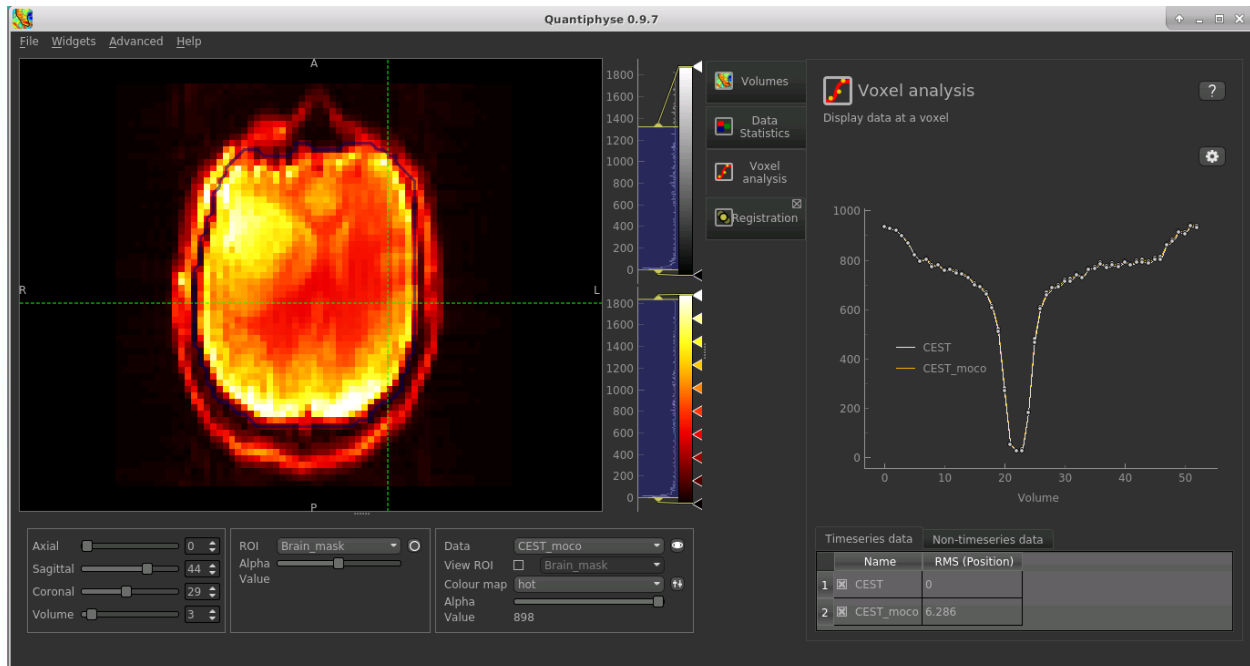 Quantiphyse 0.9.7
File Widgets Advanced Help
A
R
L
P
1800
1600
1400
1200
1000
800
600
400
200
0
1800
1600
1400
1200
1000
800
600
400
200
0
Volumes
Data
Statistics
Voxel
analysis
Registration
Voxel analysis
?
Display data at a voxel
1000
800
600
400
200
0
CEST
CEST_moco
0 10 20 30 40 50
Volume
Axial 0
Sagittal 44
Coronal 29
Volume 3
ROI Brain_mask
Alpha
Value
Data CEST_moco
View ROI Brain_mask
Colour map hot
Alpha
Value 898
Timeseries data Non-timeseries data
Name RMS (Position)
1 CEST 0
2 CEST_moco 6.286